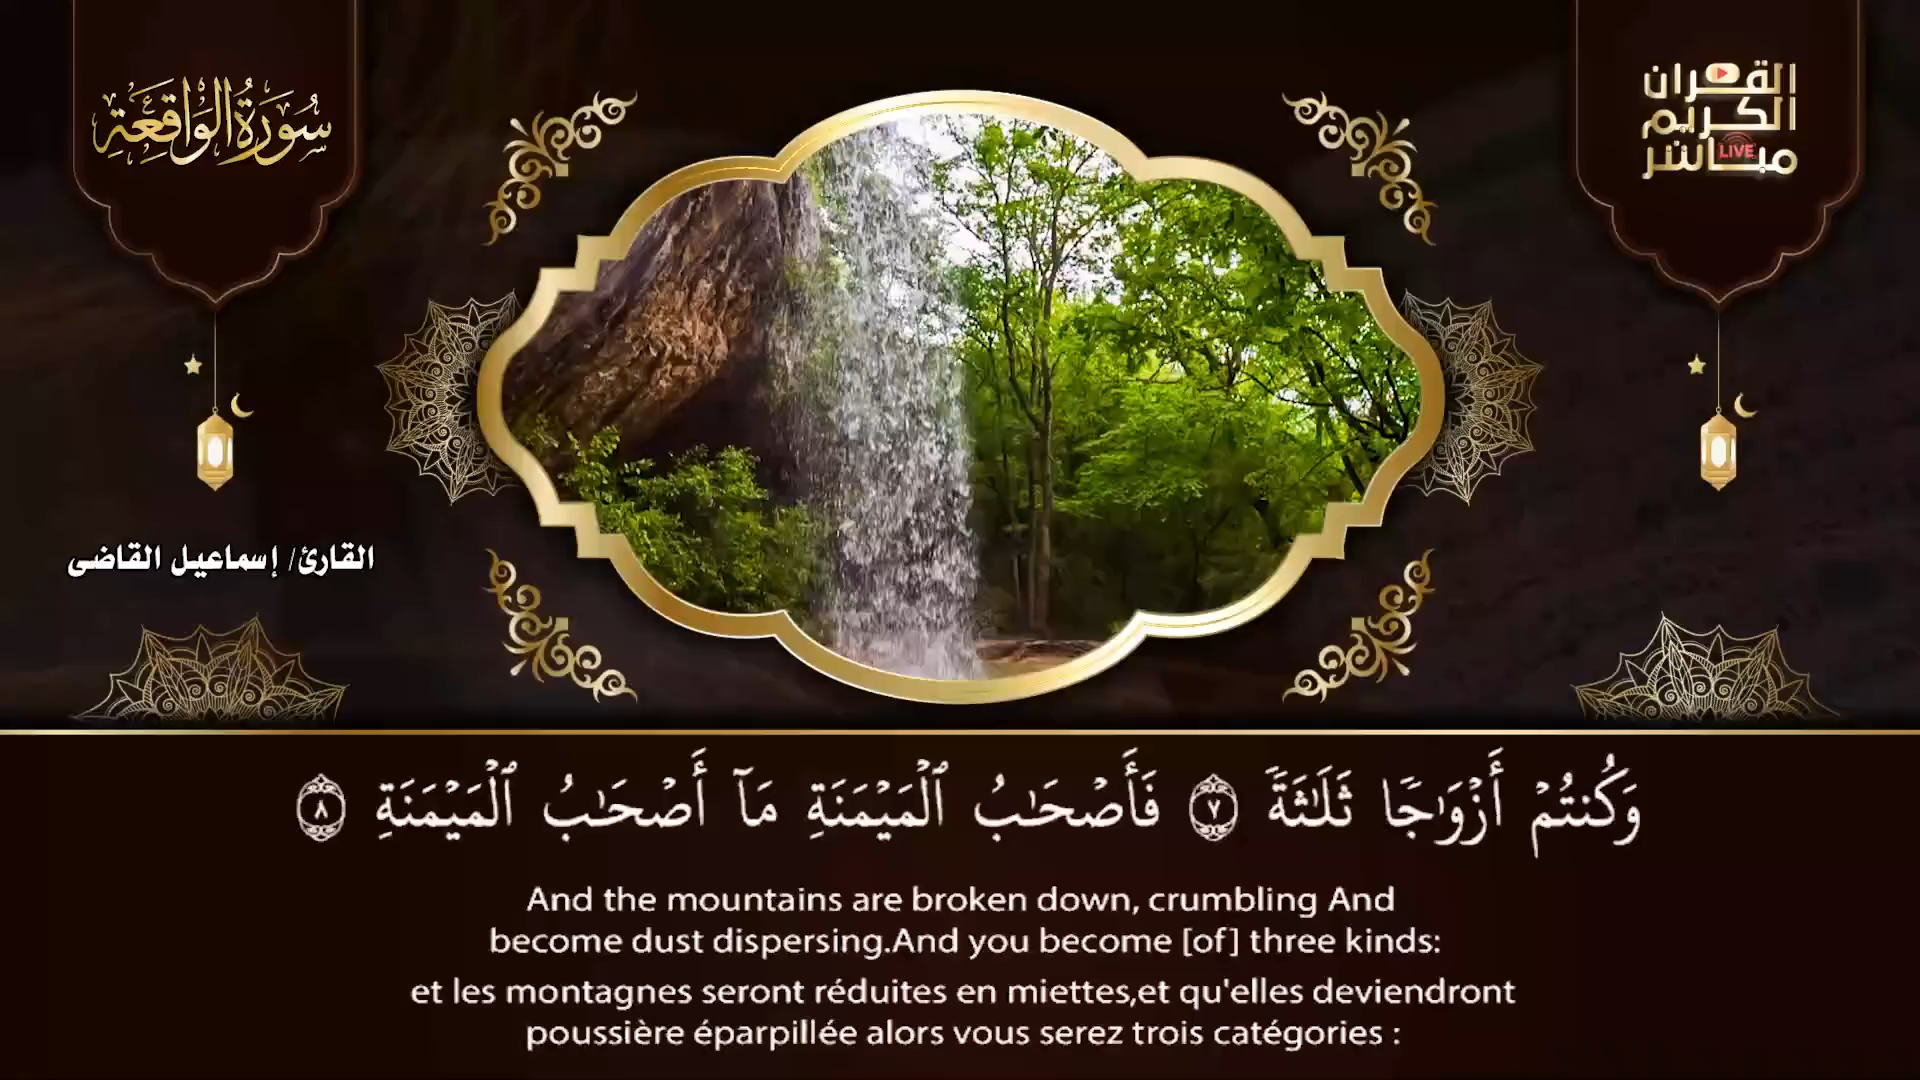 سُورَةُ الوَاقِعَةِ
القرآن
الكريم
مباشر
LIVE
القارئ/ إسماعيل القاضى
وَكُنتُمْ أَزْوَٰجًا ثَلَـٰثَةً ٧ فَأَصْحَـٰبُ ٱلْمَيْمَنَةِ مَآ أَصْحَـٰبُ ٱلْمَيْمَنَةِ ٨
And the mountains are broken down, crumbling And
become dust dispersing.And you become [of] three kinds:
et les montagnes seront réduites en miettes,et qu'elles deviendront
poussière éparpillée alors vous serez trois catégories :